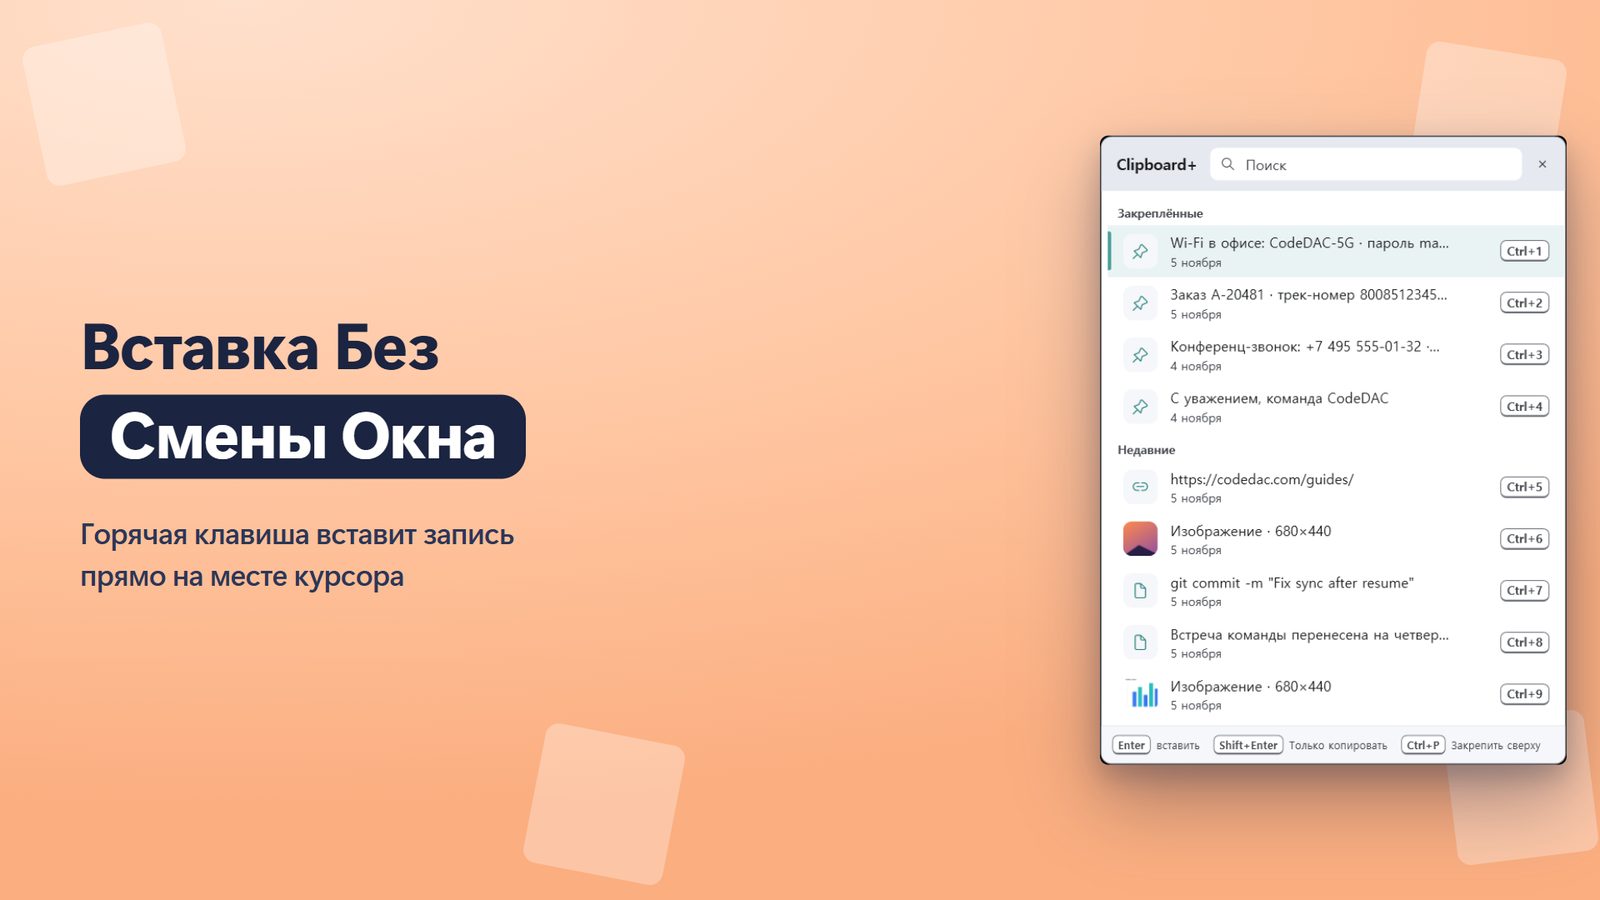 Вставка Без
Смены Окна
Горячая клавиша вставит запись
прямо на месте курсора
Clipboard+
Поиск
Закреплённые
Wi-Fi в офисе: CodeDAC-5G · пароль ma...
5 ноября
Ctrl+1
Заказ A-20481 · трек-номер 8008512345...
5 ноября
Ctrl+2
Конференц-звонок: +7 495 555-01-32 ·...
4 ноября
Ctrl+3
С уважением, команда CodeDAC
4 ноября
Ctrl+4
Недавние
https://codedac.com/guides/
5 ноября
Ctrl+5
Изображение · 680×440
5 ноября
Ctrl+6
git commit -m "Fix sync after resume"
5 ноября
Ctrl+7
Встреча команды перенесена на четвер...
5 ноября
Ctrl+8
Изображение · 680×440
5 ноября
Ctrl+9
Enter вставить Shift+Enter Только копировать Ctrl+P Закрепить сверху